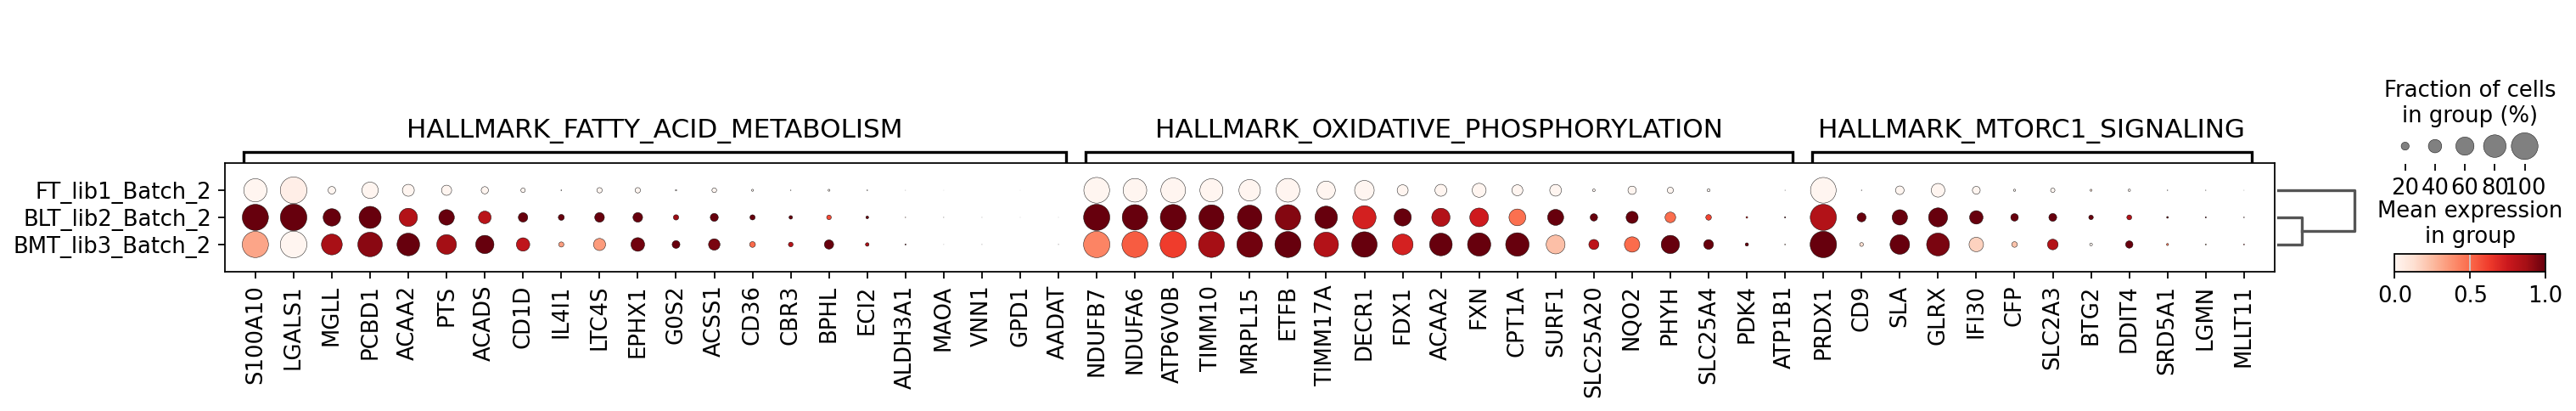 HALLMARK_FATTY_ACID_METABOLISM
HALLMARK_OXIDATIVE_PHOSPHORYLATION
HALLMARK_MTORC1_SIGNALING
FT_lib1_Batch_2
BLT_lib2_Batch_2
BMT_lib3_Batch_2
S100A10
LGALS1
MGLL
PCBD1
ACAA2
PTS
ACADS
CD1D
IL4I1
LTC4S
EPHX1
G0S2
ACSS1
CD36
CBR3
BPHL
ECI2
ALDH3A1
MAOA
VNN1
GPD1
AADAT
NDUFB7
NDUFA6
ATP6V0B
TIMM10
MRPL15
ETFB
TIMM17A
DECR1
FDX1
ACAA2
FXN
CPT1A
SURF1
SLC25A20
NQO2
PHYH
SLC25A4
PDK4
ATP1B1
PRDX1
CD9
SLA
GLRX
IFI30
CFP
SLC2A3
BTG2
DDIT4
SRD5A1
LGMN
MLLT11
Fraction of cells
in group (%)
20 40 60 80 100
Mean expression
in group
0.0 0.5 1.0